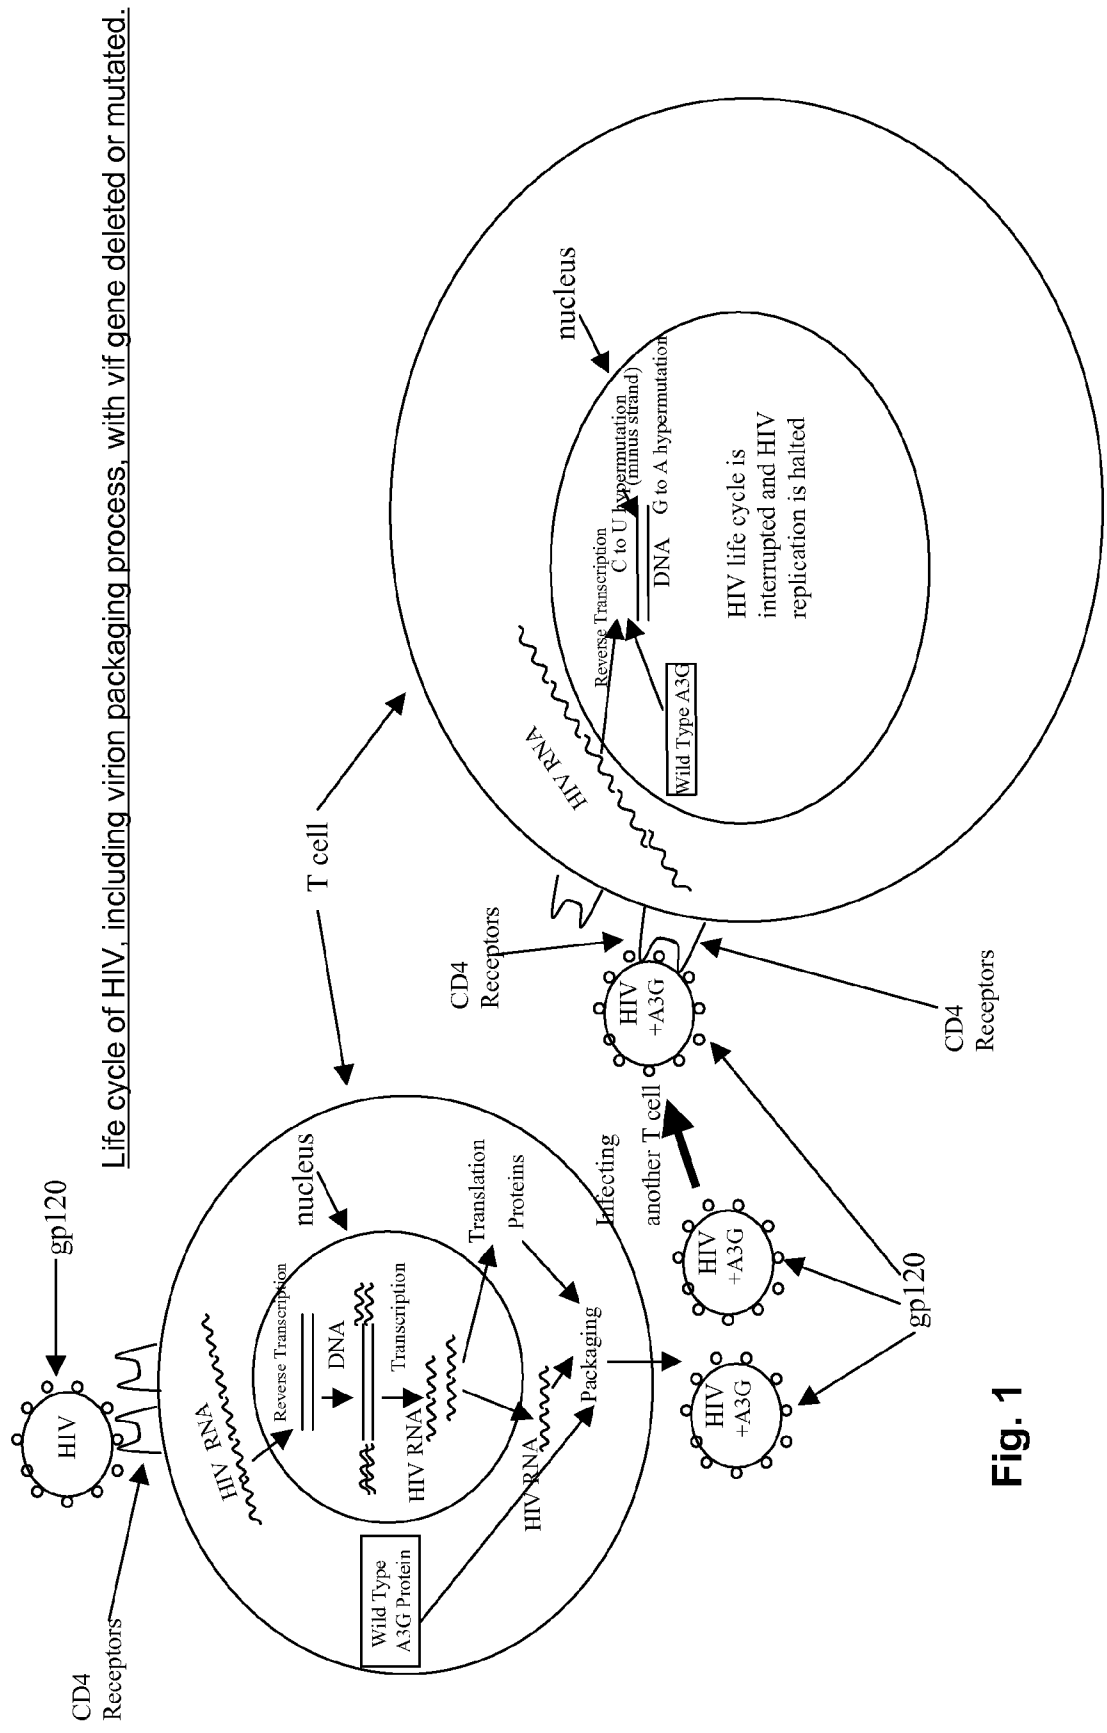 Life cycle of HIV, including virion packaging process, with vif gene deleted or mutated.
gp120
HIV
CD4
Receptors
T cell
nucleus
HIV RNA
Reverse Transcription
DNA
Transcription
HIV RNA
Translation
Proteins
HIV RNA
Packaging
Wild Type
A3G Protein
HIV
+A3G
HIV
+A3G
gp120
Infecting
another T cell
HIV
+A3G
CD4
Receptors
CD4
Receptors
nucleus
HIV RNA
Reverse Transcription
C to U hypermutation
(minus strand)
DNA
G to A hypermutation
Wild Type A3G
HIV life cycle is
interrupted and HIV
replication is halted
Fig. 1